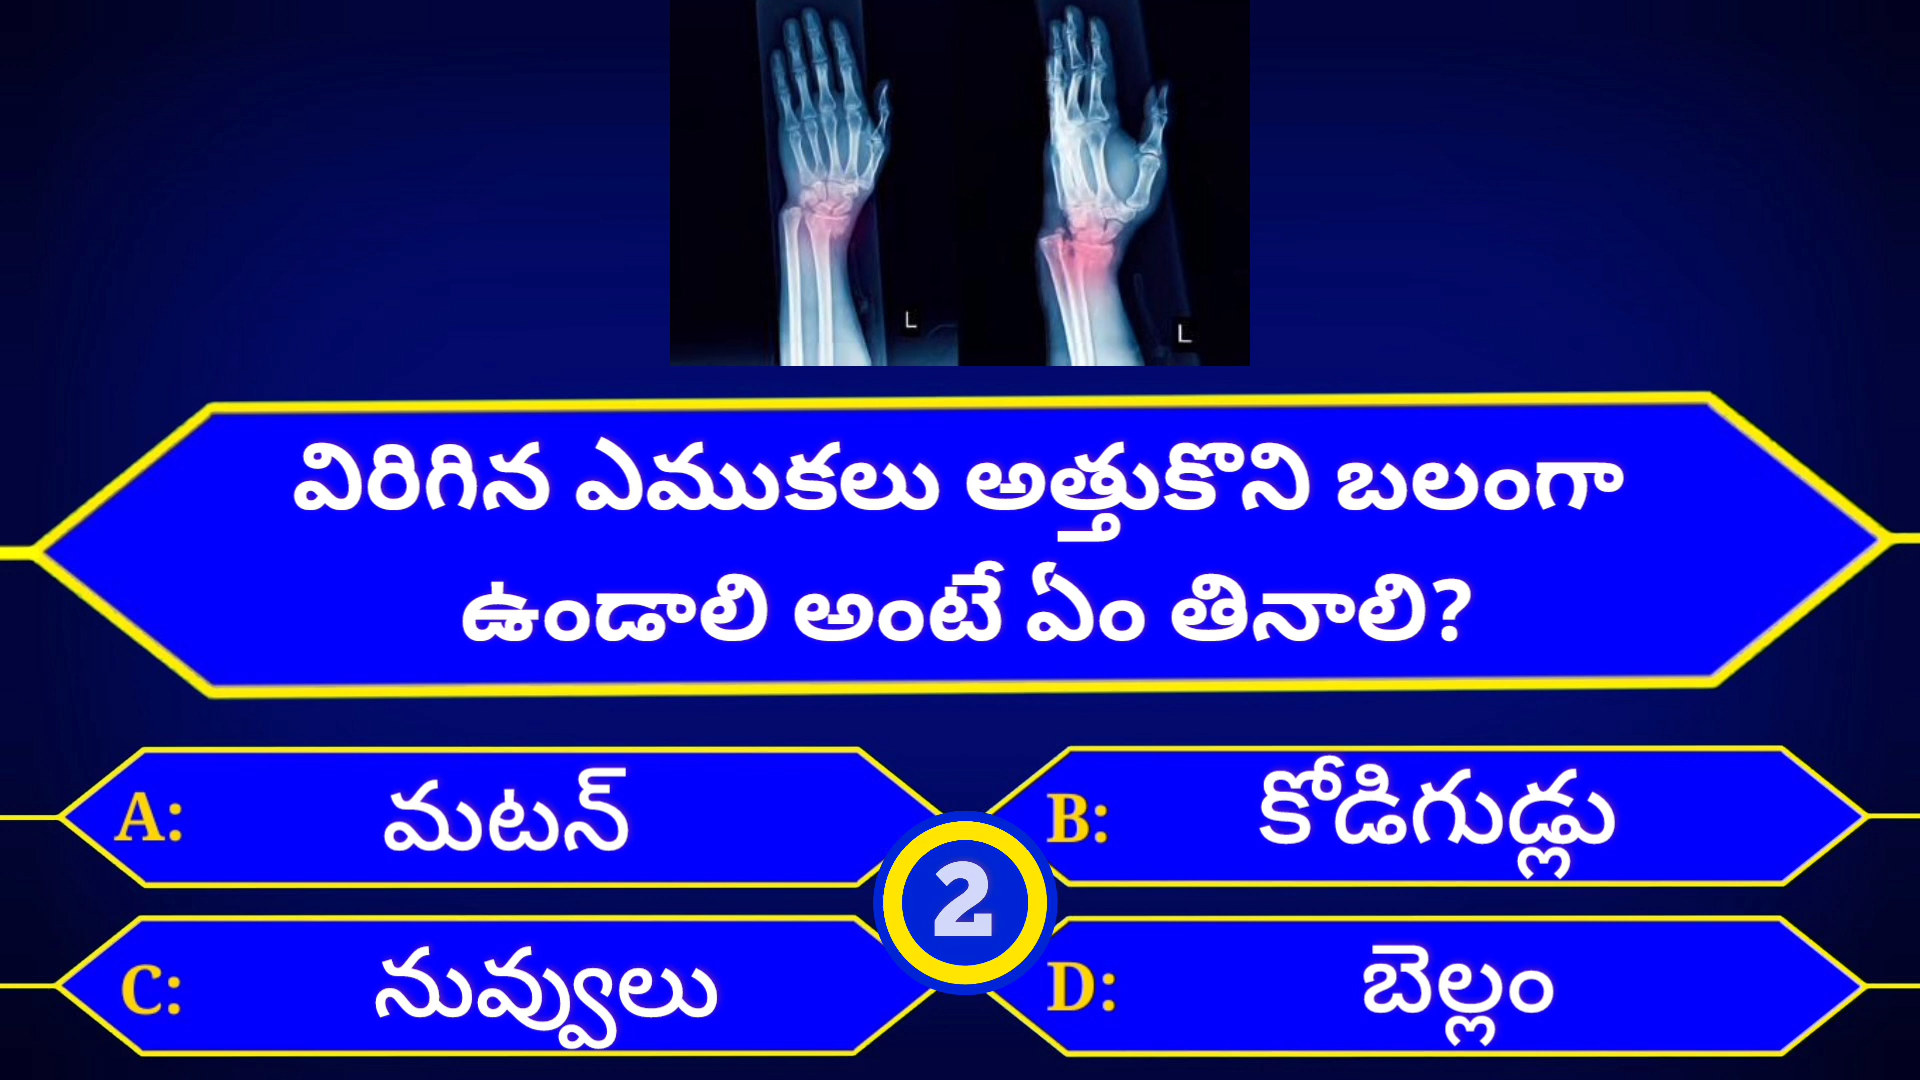 L
L
విరిగిన ఎముకలు అత్తుకొని బలంగా
ఉండాలి అంటే ఏం తినాలి?
A: మటన్
B: కోడిగుడ్లు
2
C: నువ్వులు
D: బెల్లం